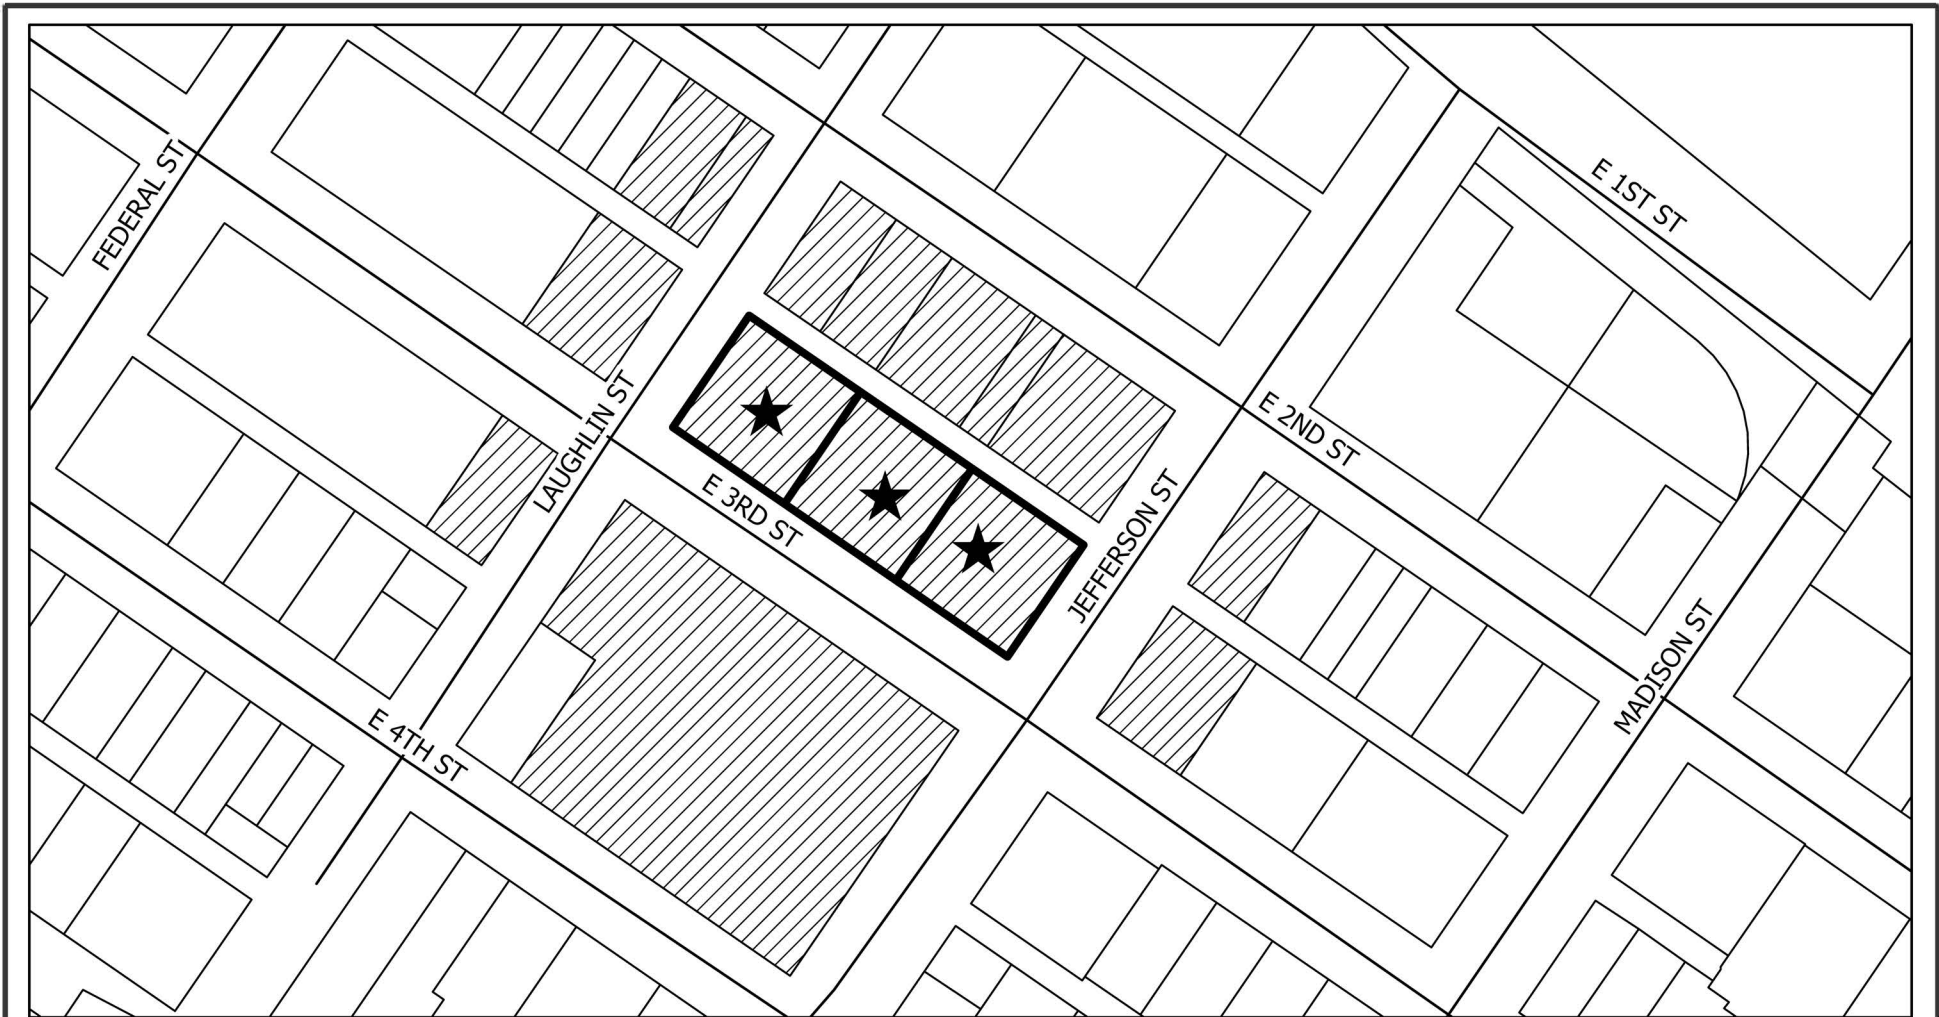 E 1ST ST
FEDERAL ST
E 2ND ST
LAUGHLIN ST
E 3RD ST
JEFFERSON ST
MADISON ST
E 4TH ST